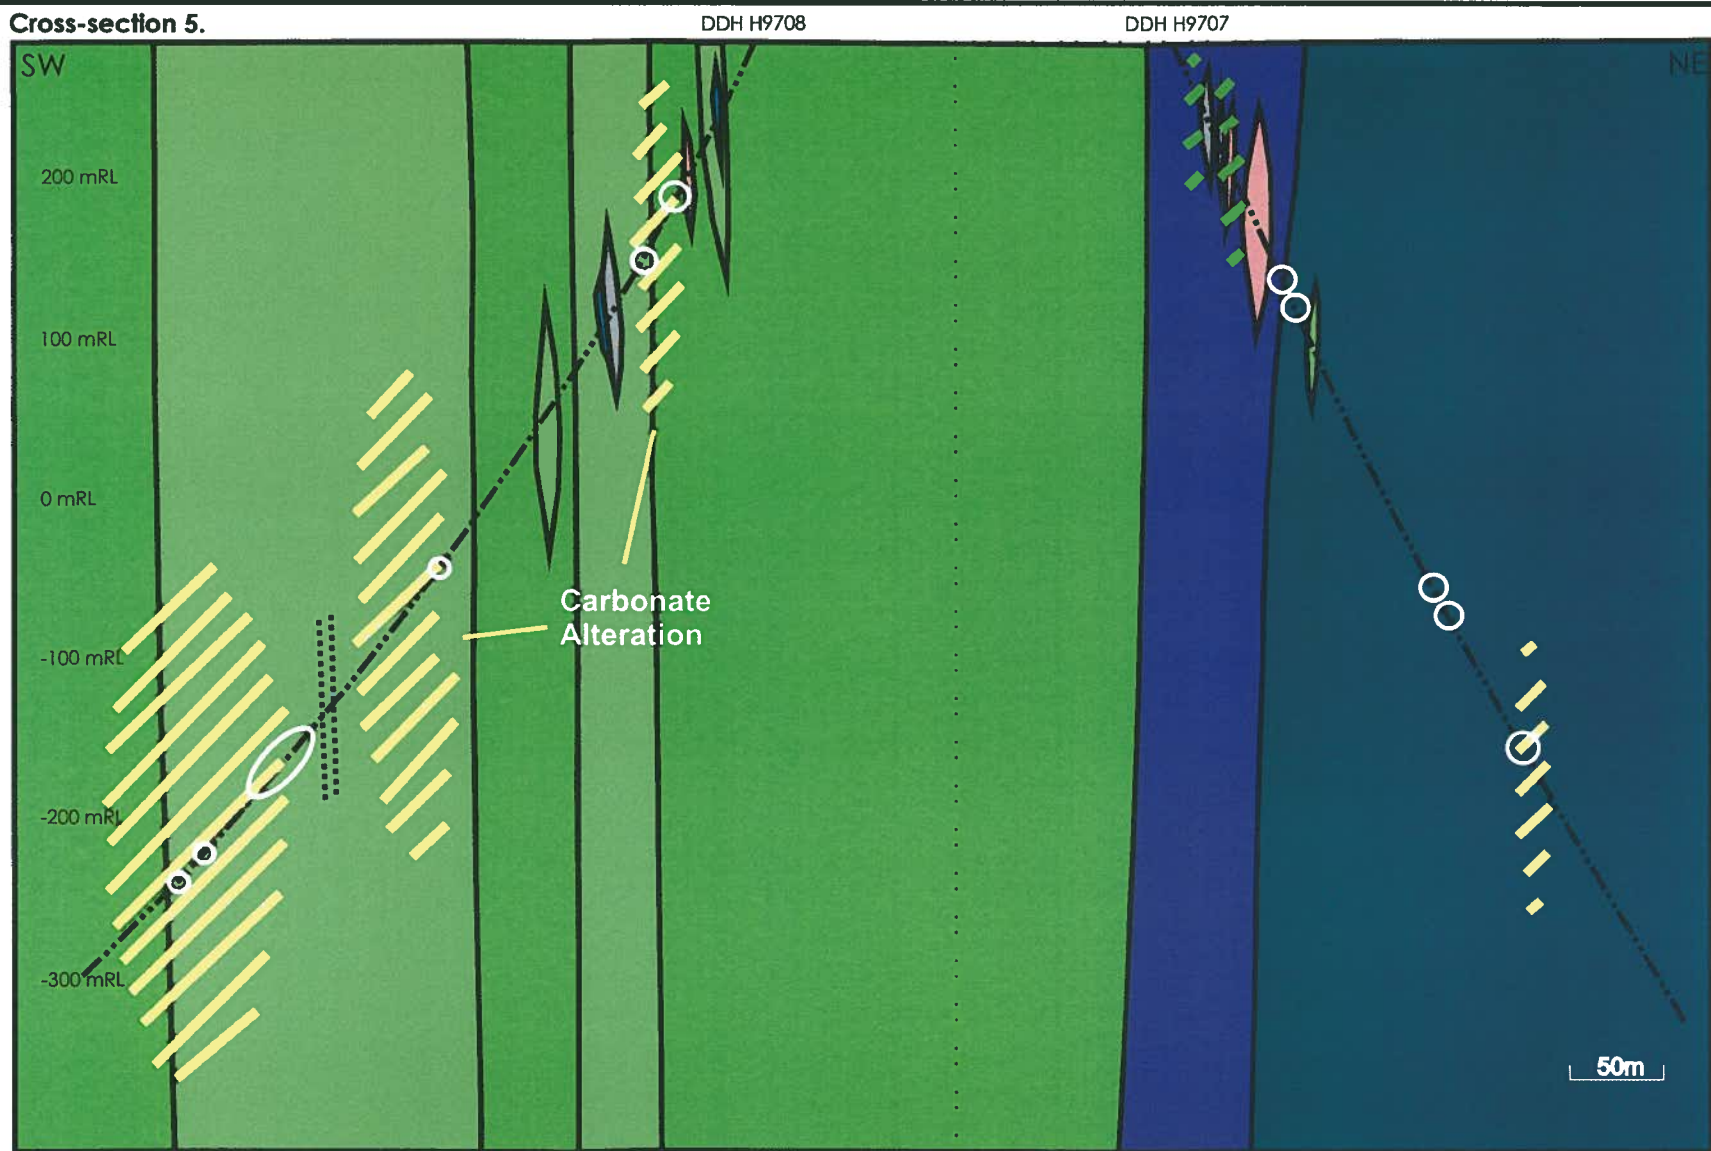 Cross-section 5.
DDH H9708
DDH H9707
SW
NE
200 mRL
100 mRL
0 mRL
Carbonate
Alteration
-100 mRL
-200 mRL
-300 mRL
50m